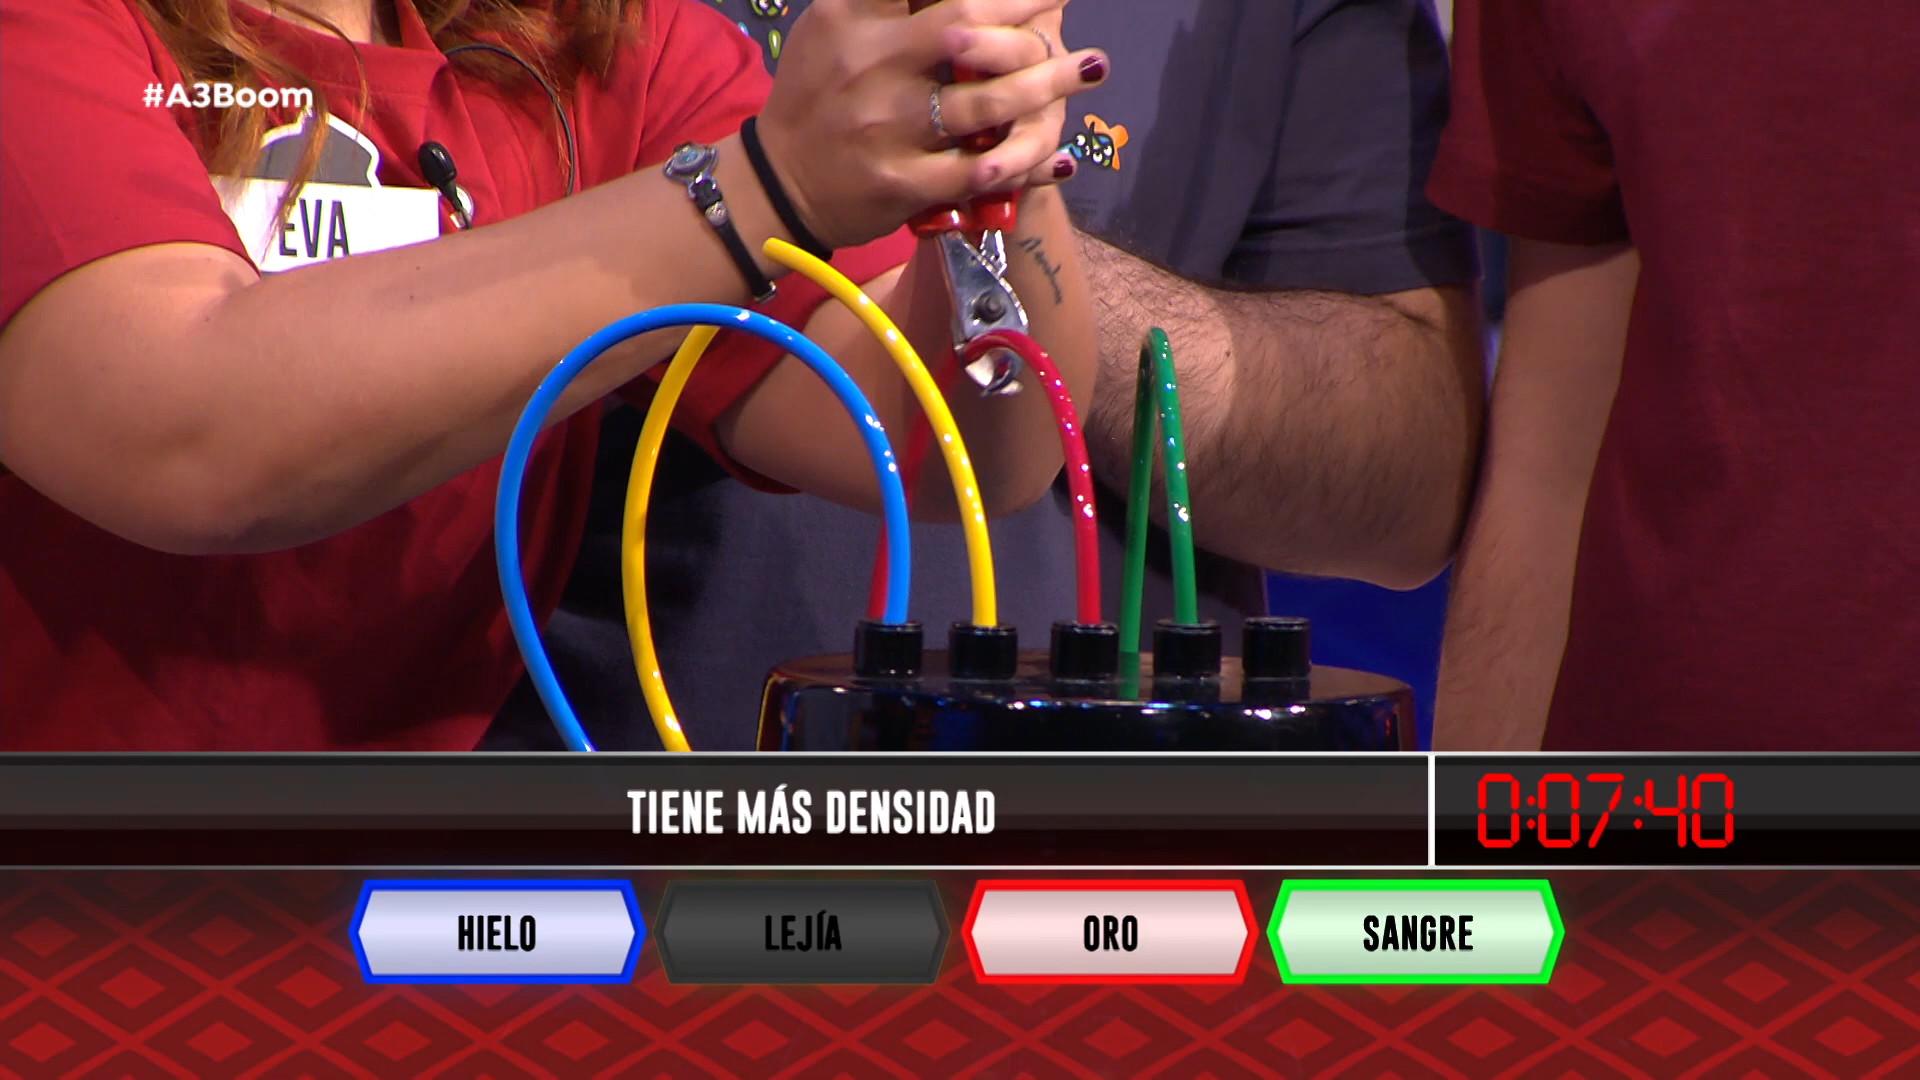 #A3Boom
EVA
TIENE MÁS DENSIDAD
0:07:40
HIELO
LEJÍA
ORO
SANGRE